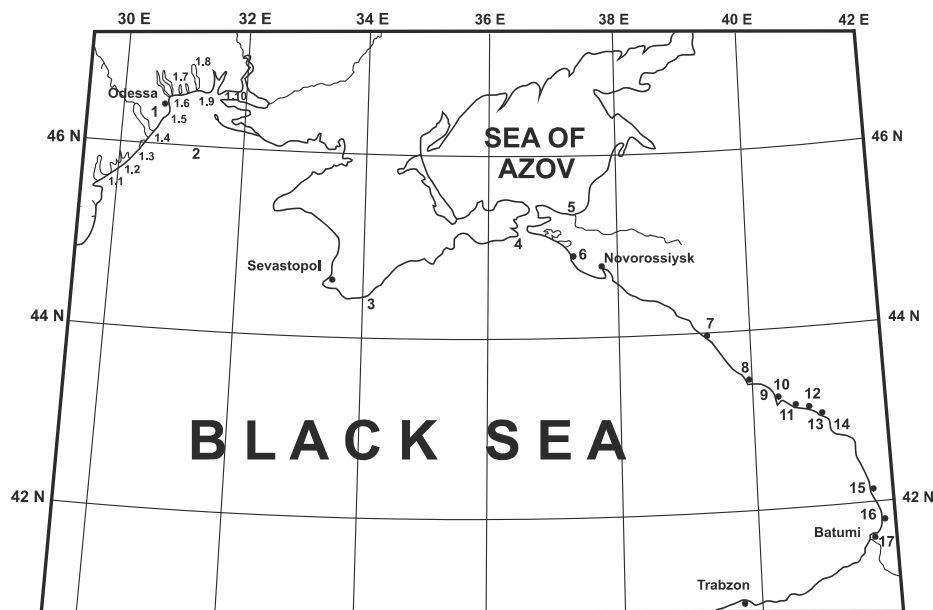 30 E 32 E 34 E 36 E 38 E 40 E 42 E
1.8
1.7
Odessa
1.6 1.9 1.10
1
1.5
46 N 46 N
1.4
2
1.3
1.2
1.1
SEA OF
AZOV
5
4
6
Sevastopol Novorossiysk
3
44 N 44 N
7
8
9 10 12
11 13 14
BLACK SEA
15
42 N 42 N
16
Batumi 17
Trabzon